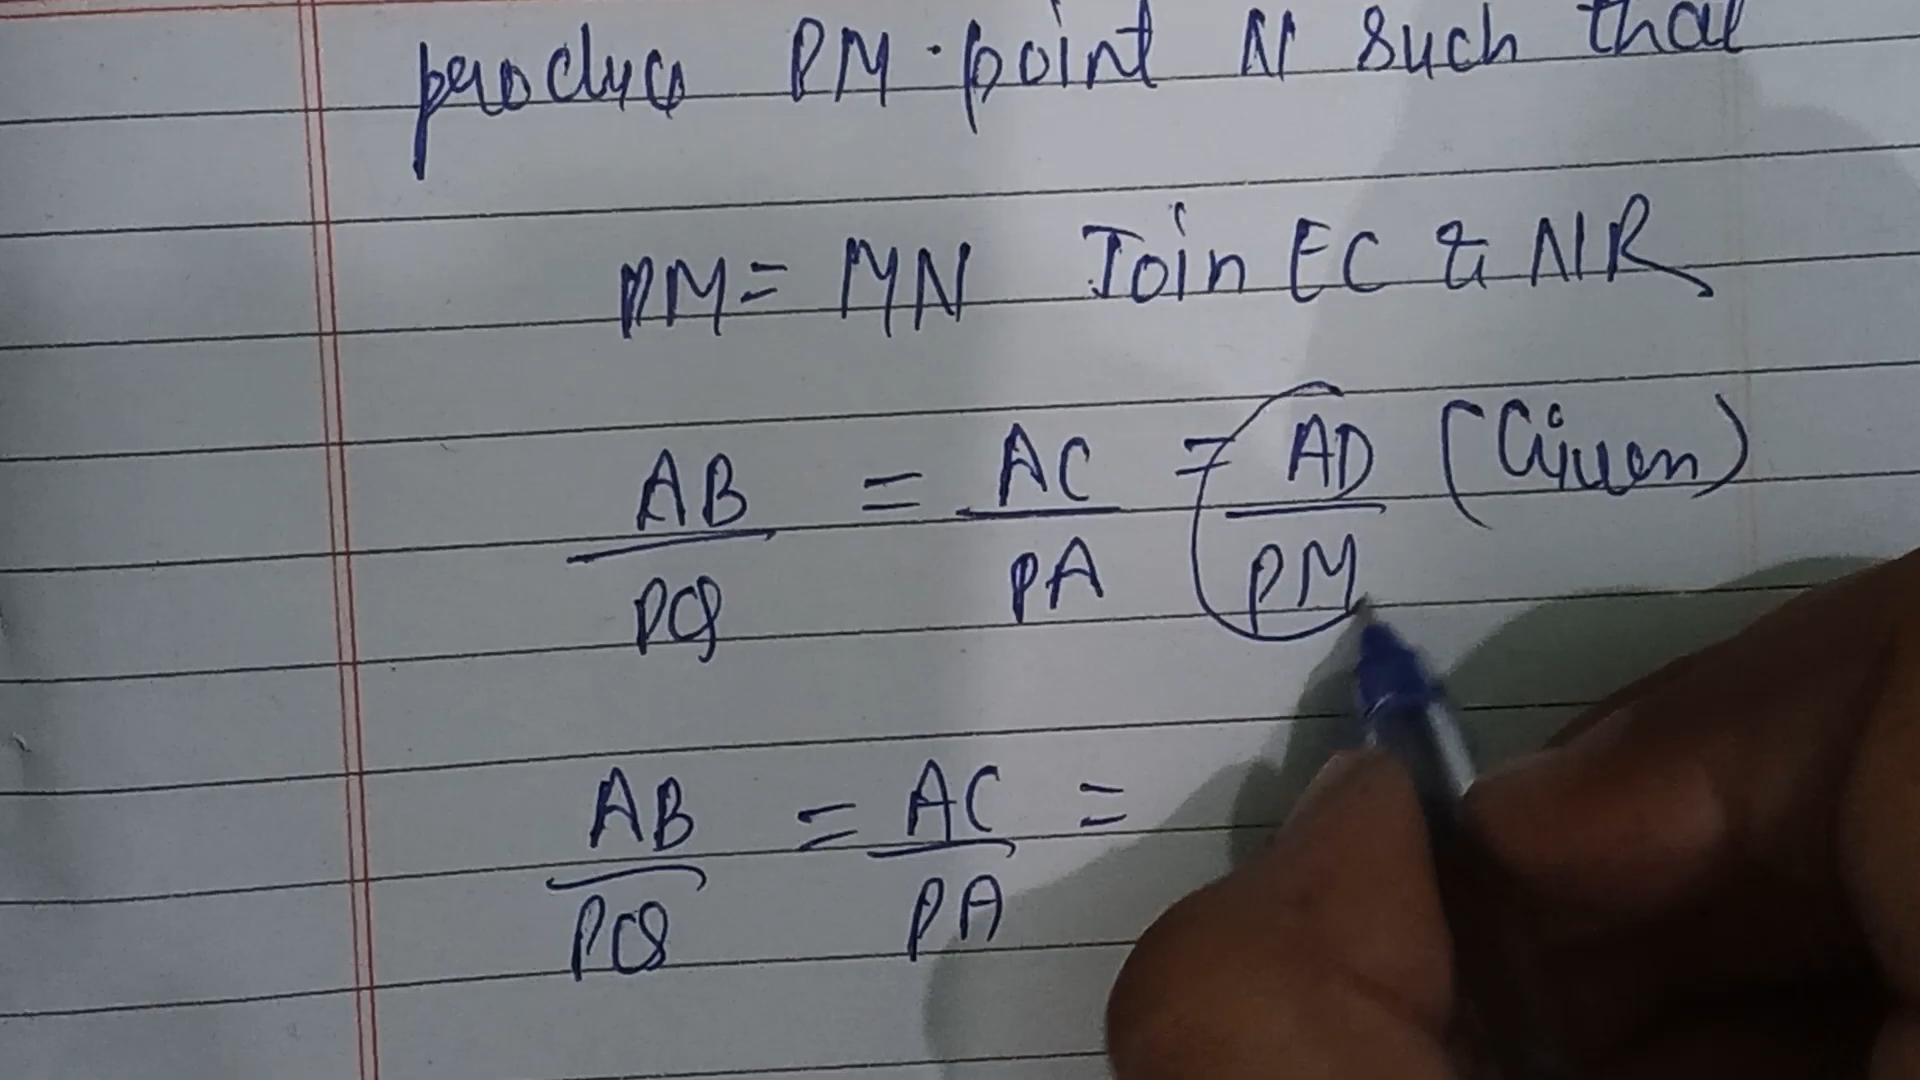 produce PM point N such that
PM = MN Join EC & NR
AB/PQ = AC/PA = AD/PM (Given)
AB/PQ = AC/PA =